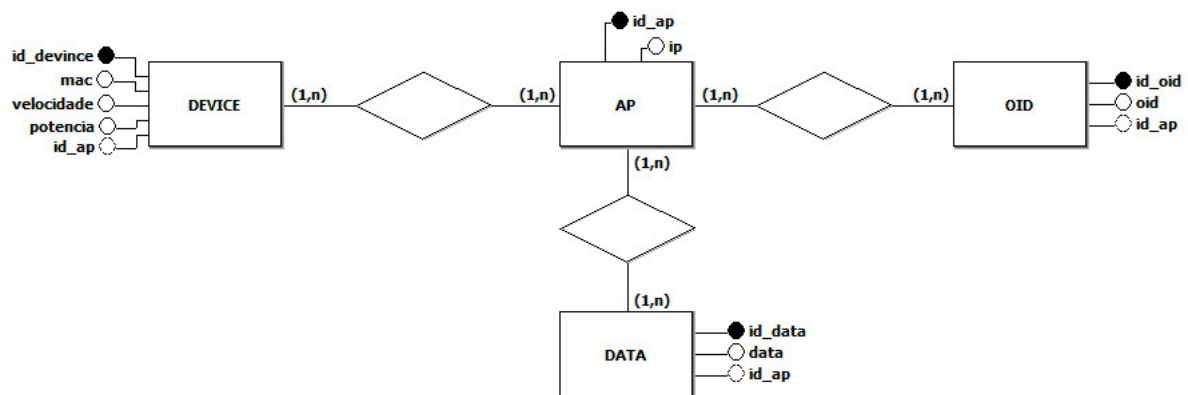 id_ap
ip
id_devince
mac
velocidade
potencia
id_ap
DEVICE
(1,n)
(1,n)
AP
(1,n)
(1,n)
OID
id_oid
oid
id_ap
(1,n)
(1,n)
DATA
id_data
data
id_ap